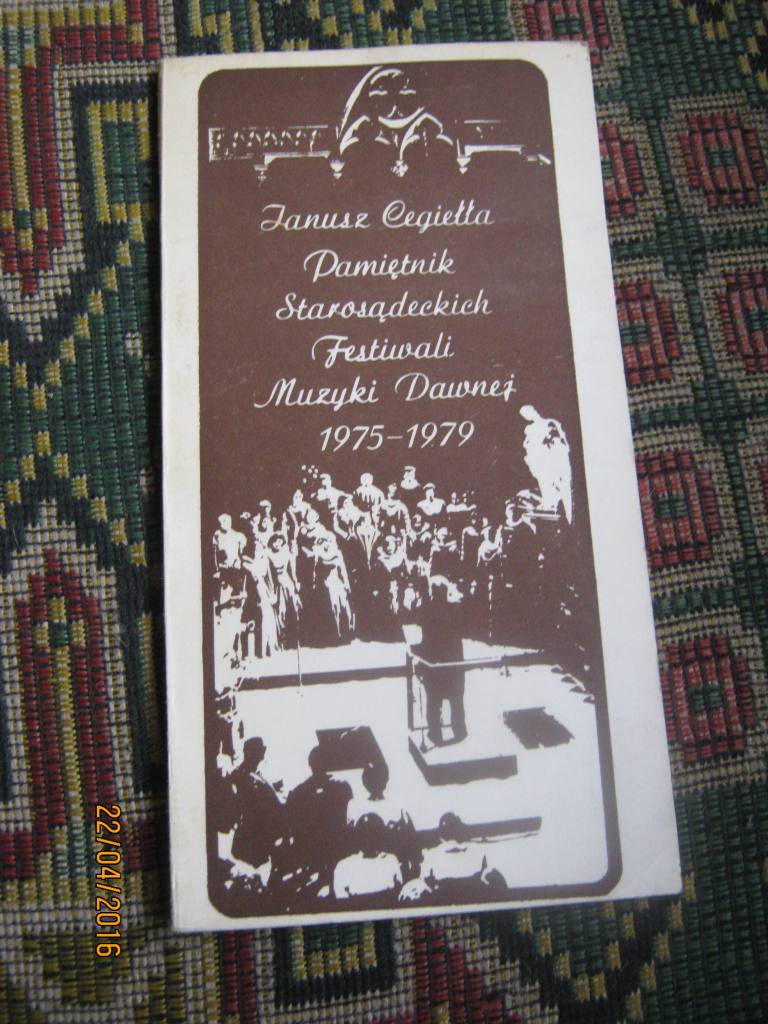 Janusz Cegiełła
Pamiętnik
Starosądeckich
Festiwali
Muzyki Dawnej
1975-1979
22/04/2016